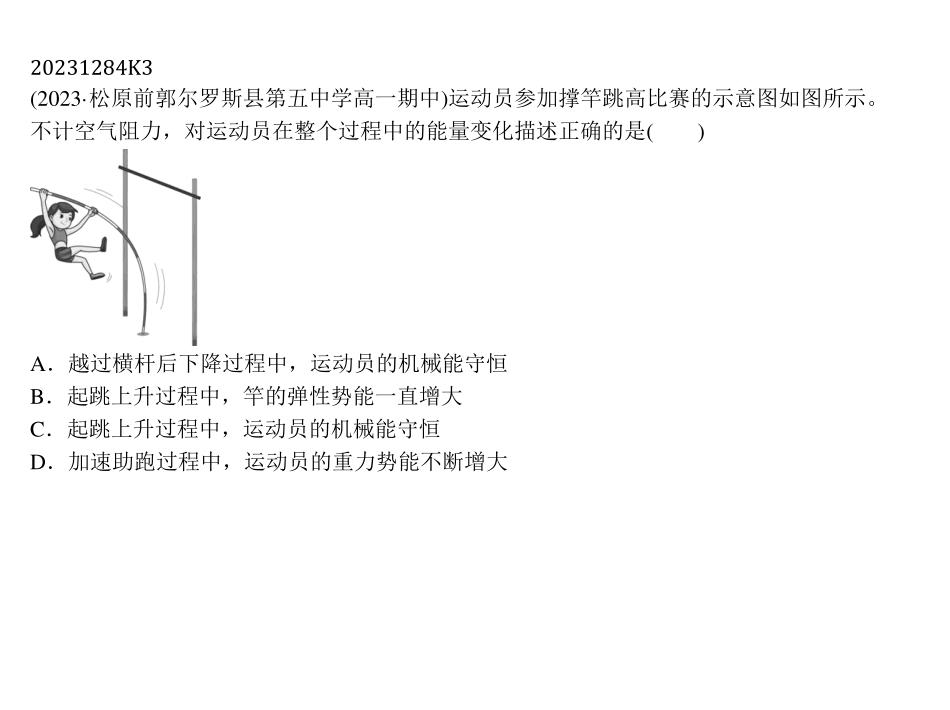 20231284K3
(2023·松原前郭尔罗斯县第五中学高一期中)运动员参加撑竿跳高比赛的示意图如图所示。
不计空气阻力，对运动员在整个过程中的能量变化描述正确的是(　　)
A．越过横杆后下降过程中，运动员的机械能守恒
B．起跳上升过程中，竿的弹性势能一直增大
C．起跳上升过程中，运动员的机械能守恒
D．加速助跑过程中，运动员的重力势能不断增大